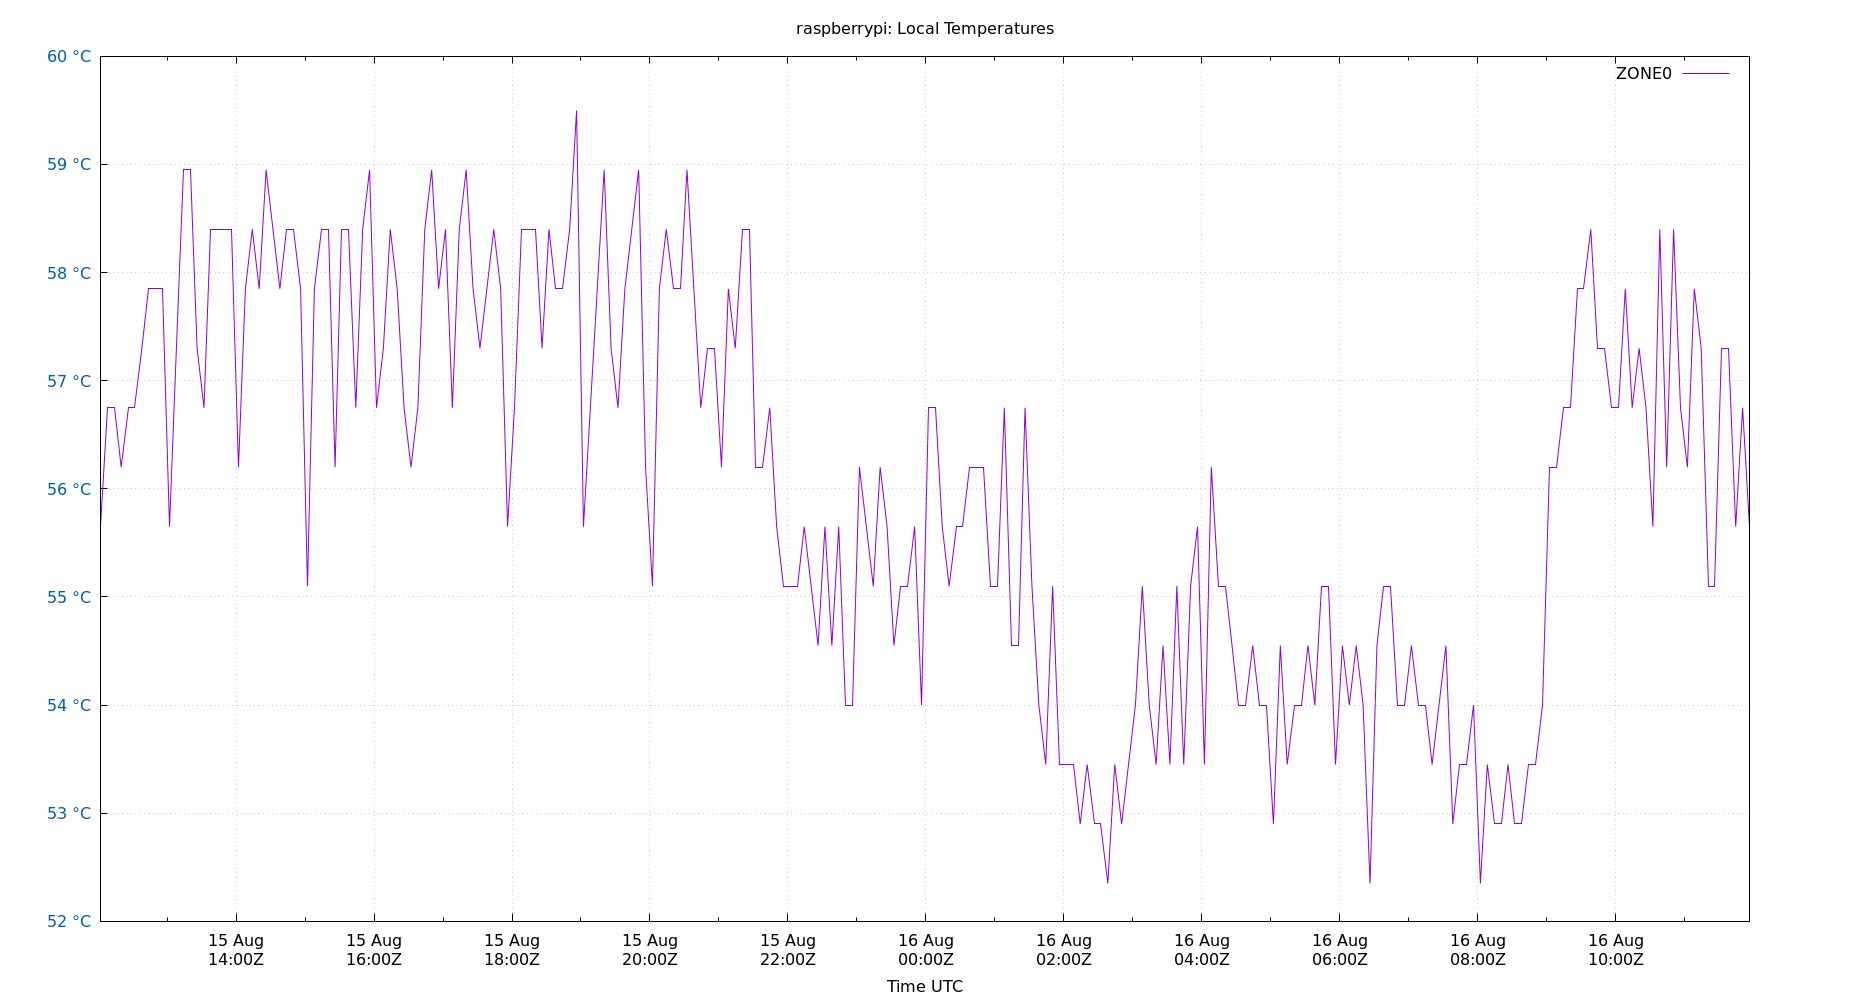 raspberrypi: Local Temperatures
60 °C
ZONE0
59 °C
58 °C
57 °C
56 °C
55 °C
54 °C
53 °C
52 °C
15 Aug 15 Aug 15 Aug 15 Aug 15 Aug 16 Aug 16 Aug 16 Aug 16 Aug 16 Aug 16 Aug
14:00Z 16:00Z 18:00Z 20:00Z 22:00Z 00:00Z 02:00Z 04:00Z 06:00Z 08:00Z 10:00Z
Time UTC